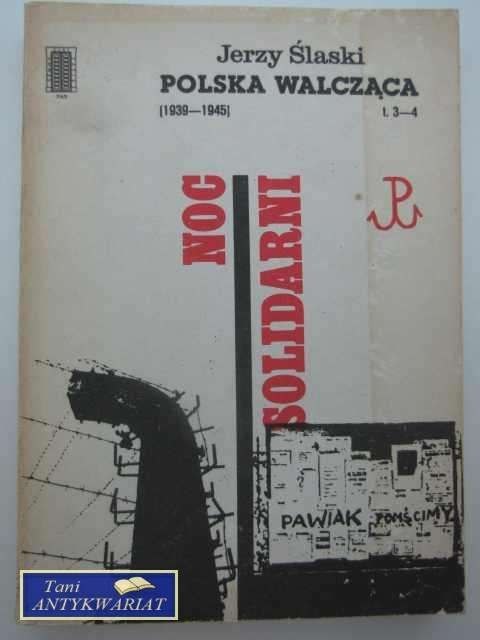 Jerzy Ślaski
POLSKA WALCZĄCA
(1939—1945) t. 3—4
NOC
SOLIDARNI
PAWIAK POMŚCIMY
Tani
ANTYKWARIAT